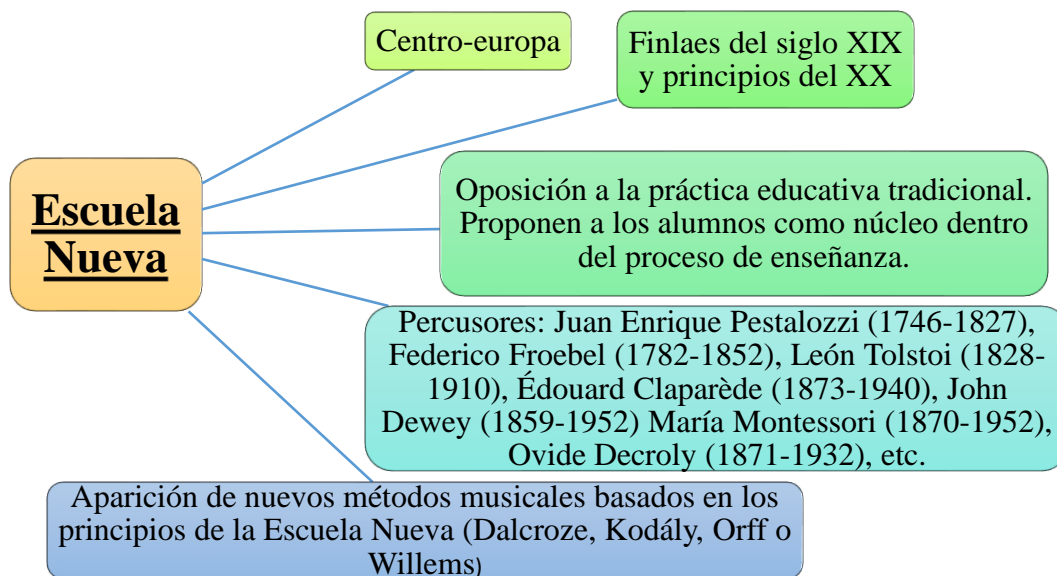 Centro-europa
Finlaes del siglo XIX
y principios del XX
Escuela
Nueva
Oposición a la práctica educativa tradicional.
Proponen a los alumnos como núcleo dentro
del proceso de enseñanza.
Percusores: Juan Enrique Pestalozzi (1746-1827),
Federico Froebel (1782-1852), León Tolstoi (1828-
1910), Édouard Claparède (1873-1940), John
Dewey (1859-1952) María Montessori (1870-1952),
Ovide Decroly (1871-1932), etc.
Aparición de nuevos métodos musicales basados en los
principios de la Escuela Nueva (Dalcroze, Kodály, Orff o
Willems)